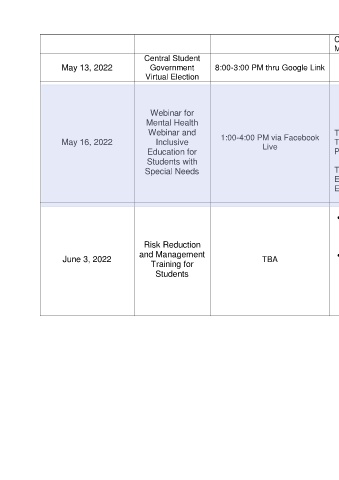 May 13, 2022
Central Student
Government
Virtual Election
8:00-3:00 PM thru Google Link
May 16, 2022
Webinar for
Mental Health
Webinar and
Inclusive
Education for
Students with
Special Needs
1:00-4:00 PM via Facebook
Live
June 3, 2022
Risk Reduction
and Management
Training for
Students
TBA